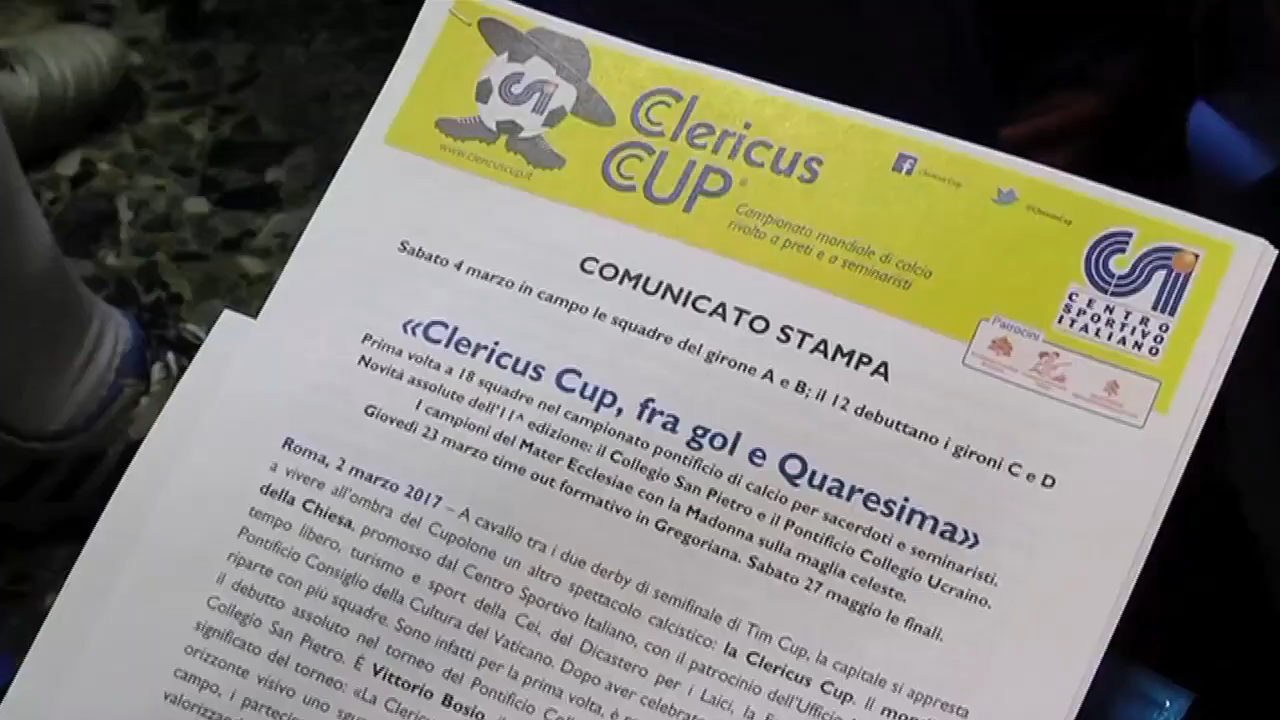 CSI
www.clericuscup.it
Clericus
CUP
Campionato mondiale di calcio
rivolto a preti e a seminaristi
CSI
CENTRO
SPORTIVO
ITALIANO
Patrocini
COMUNICATO STAMPA
Sabato 4 marzo in campo le squadre del girone A e B; il 12 debuttano i gironi C e D
«Clericus Cup, fra gol e Quaresima»
Prima volta a 18 squadre nel campionato pontificio di calcio per sacerdoti e seminaristi.
Novità assolute dell'11^ edizione: il Collegio San Pietro e il Pontificio Collegio Ucraino.
I campioni del Mater Ecclesiae con la Madonna sulla maglia celeste.
Giovedì 23 marzo time out formativo in Gregoriana. Sabato 27 maggio le finali.
Roma, 2 marzo 2017 – A cavallo tra i due derby di semifinale di Tim Cup, la capitale si appresta
a vivere all'ombra del Cupolone un altro spettacolo calcistico: la Clericus Cup. Il
della Chiesa, promosso dal Centro Sportivo Italiano, con il patrocinio dell'Ufficio
tempo libero, turismo e sport della Cei, del Dicastero per i Laici, la
Pontificio Consiglio della Cultura del Vaticano. Dopo aver
riparte con più squadre. Sono infatti per la prima volta,
il debutto assoluto nel torneo del Pontificio
Collegio San Pietro. È Vittorio Bosio,
significato del torneo: «La
orizzonte visivo uno
campo, i